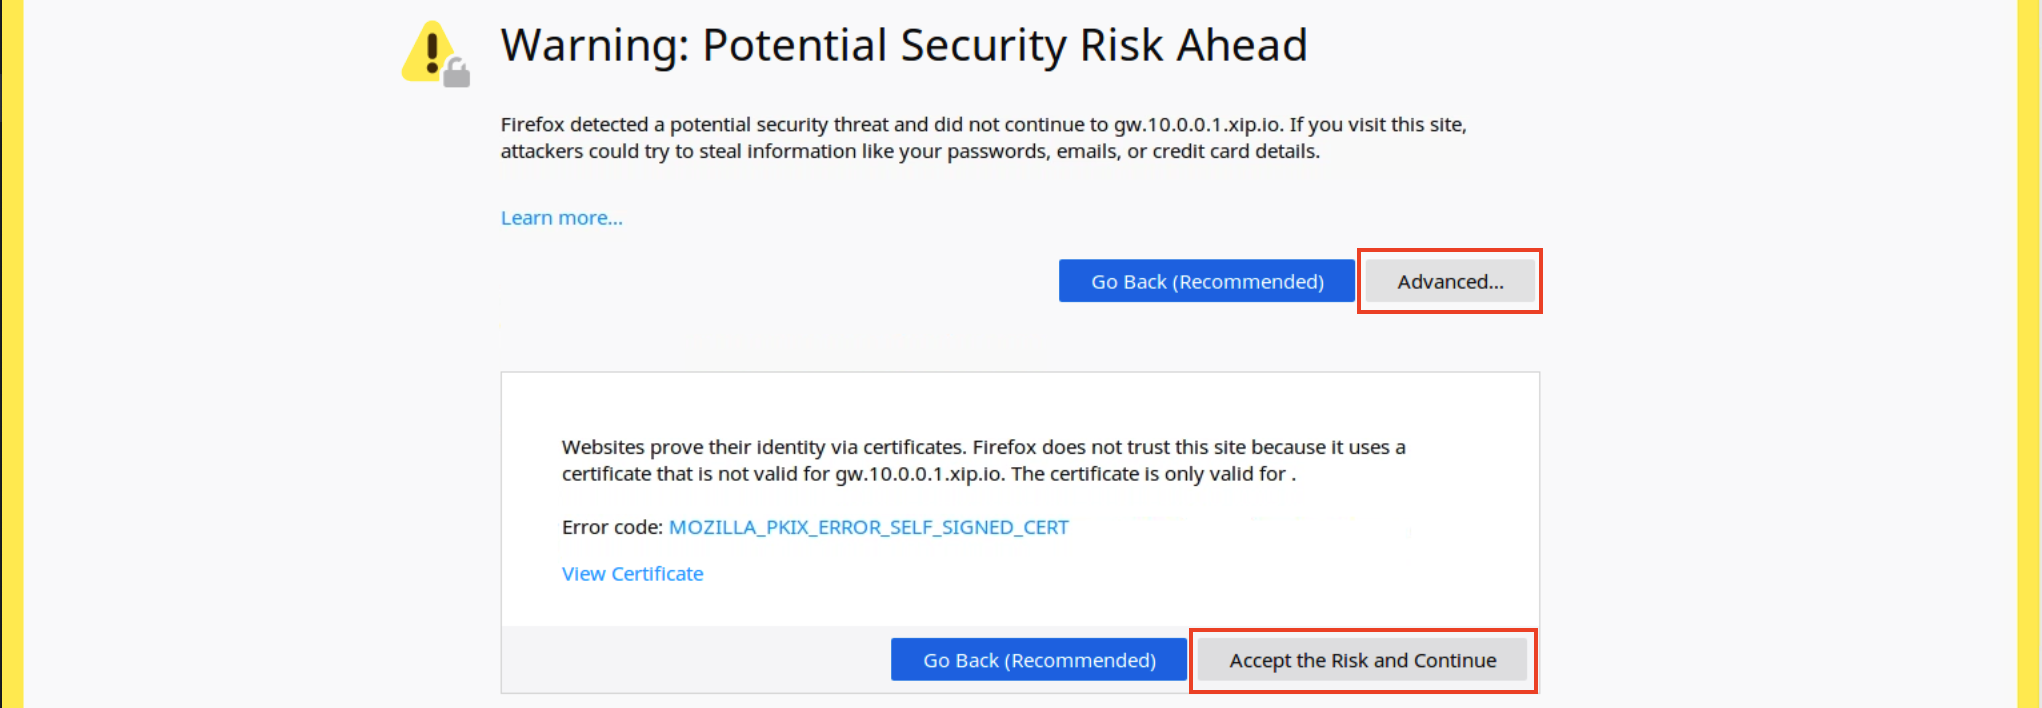 Warning: Potential Security Risk Ahead
Firefox detected a potential security threat and did not continue to gw.10.0.0.1.xip.io. If you visit this site,
attackers could try to steal information like your passwords, emails, or credit card details.
Learn more...
Go Back (Recommended) Advanced...
Websites prove their identity via certificates. Firefox does not trust this site because it uses a
certificate that is not valid for gw.10.0.0.1.xip.io. The certificate is only valid for .
Error code: MOZILLA_PKIX_ERROR_SELF_SIGNED_CERT
View Certificate
Go Back (Recommended) Accept the Risk and Continue